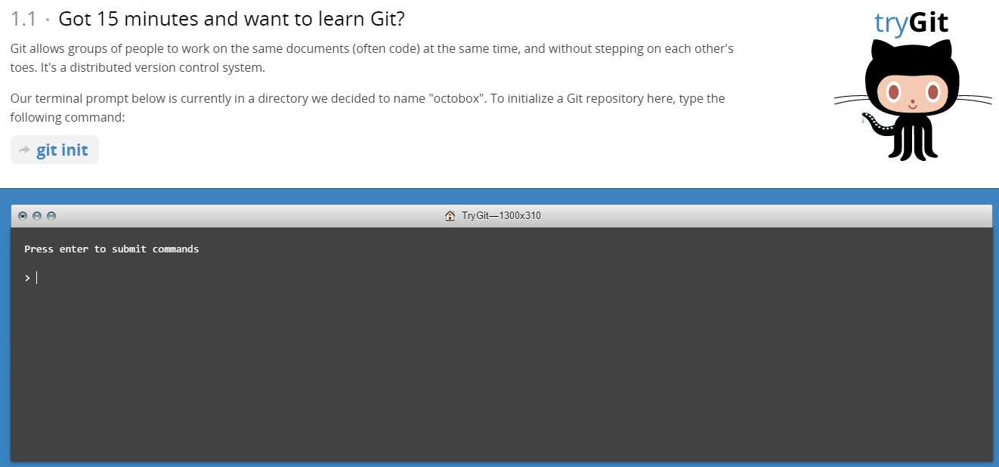 1.1 · Got 15 minutes and want to learn Git?
tryGit
Git allows groups of people to work on the same documents (often code) at the same time, and without stepping on each other's
toes. It's a distributed version control system.
Our terminal prompt below is currently in a directory we decided to name "octobox". To initialize a Git repository here, type the
following command:
git init
TryGit—1300x310
Press enter to submit commands
>